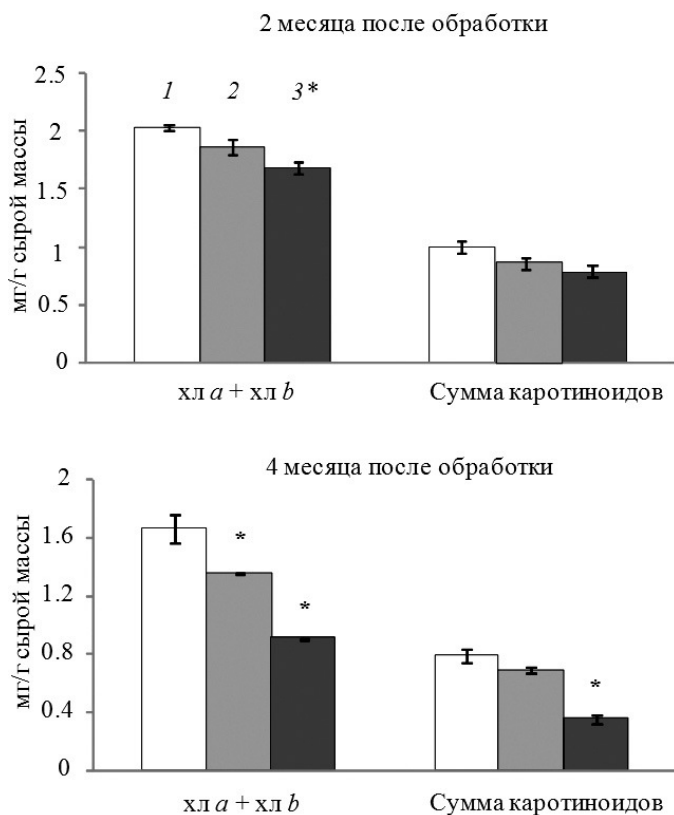 2 месяца после обработки
2.5
2
1.5
1
0.5
0
мг/г сырой массы
1 2 3*
хл a + хл b Сумма каротиноидов
4 месяца после обработки
2
1.6
1.2
0.8
0.4
0
мг/г сырой массы
*
*
*
хл a + хл b Сумма каротиноидов